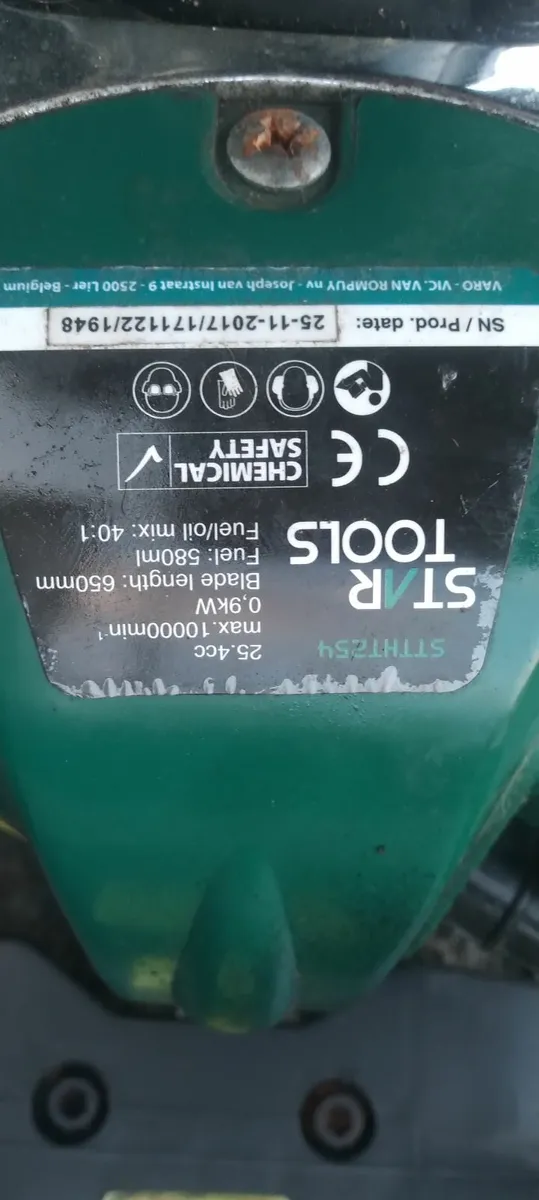 STTHT254
STAR
TOOLS
25.4cc
max.10000min-1
0,9kW
Blade length: 650mm
Fuel: 580ml
Fuel/oil mix: 40:1
CE
CHEMICAL
SAFETY
SN / Prod. date: 25-11-2017/171122/1948
VARO - VIC. VAN ROMPUY nv - Joseph van Instraat 9 - 2500 Lier - Belgium